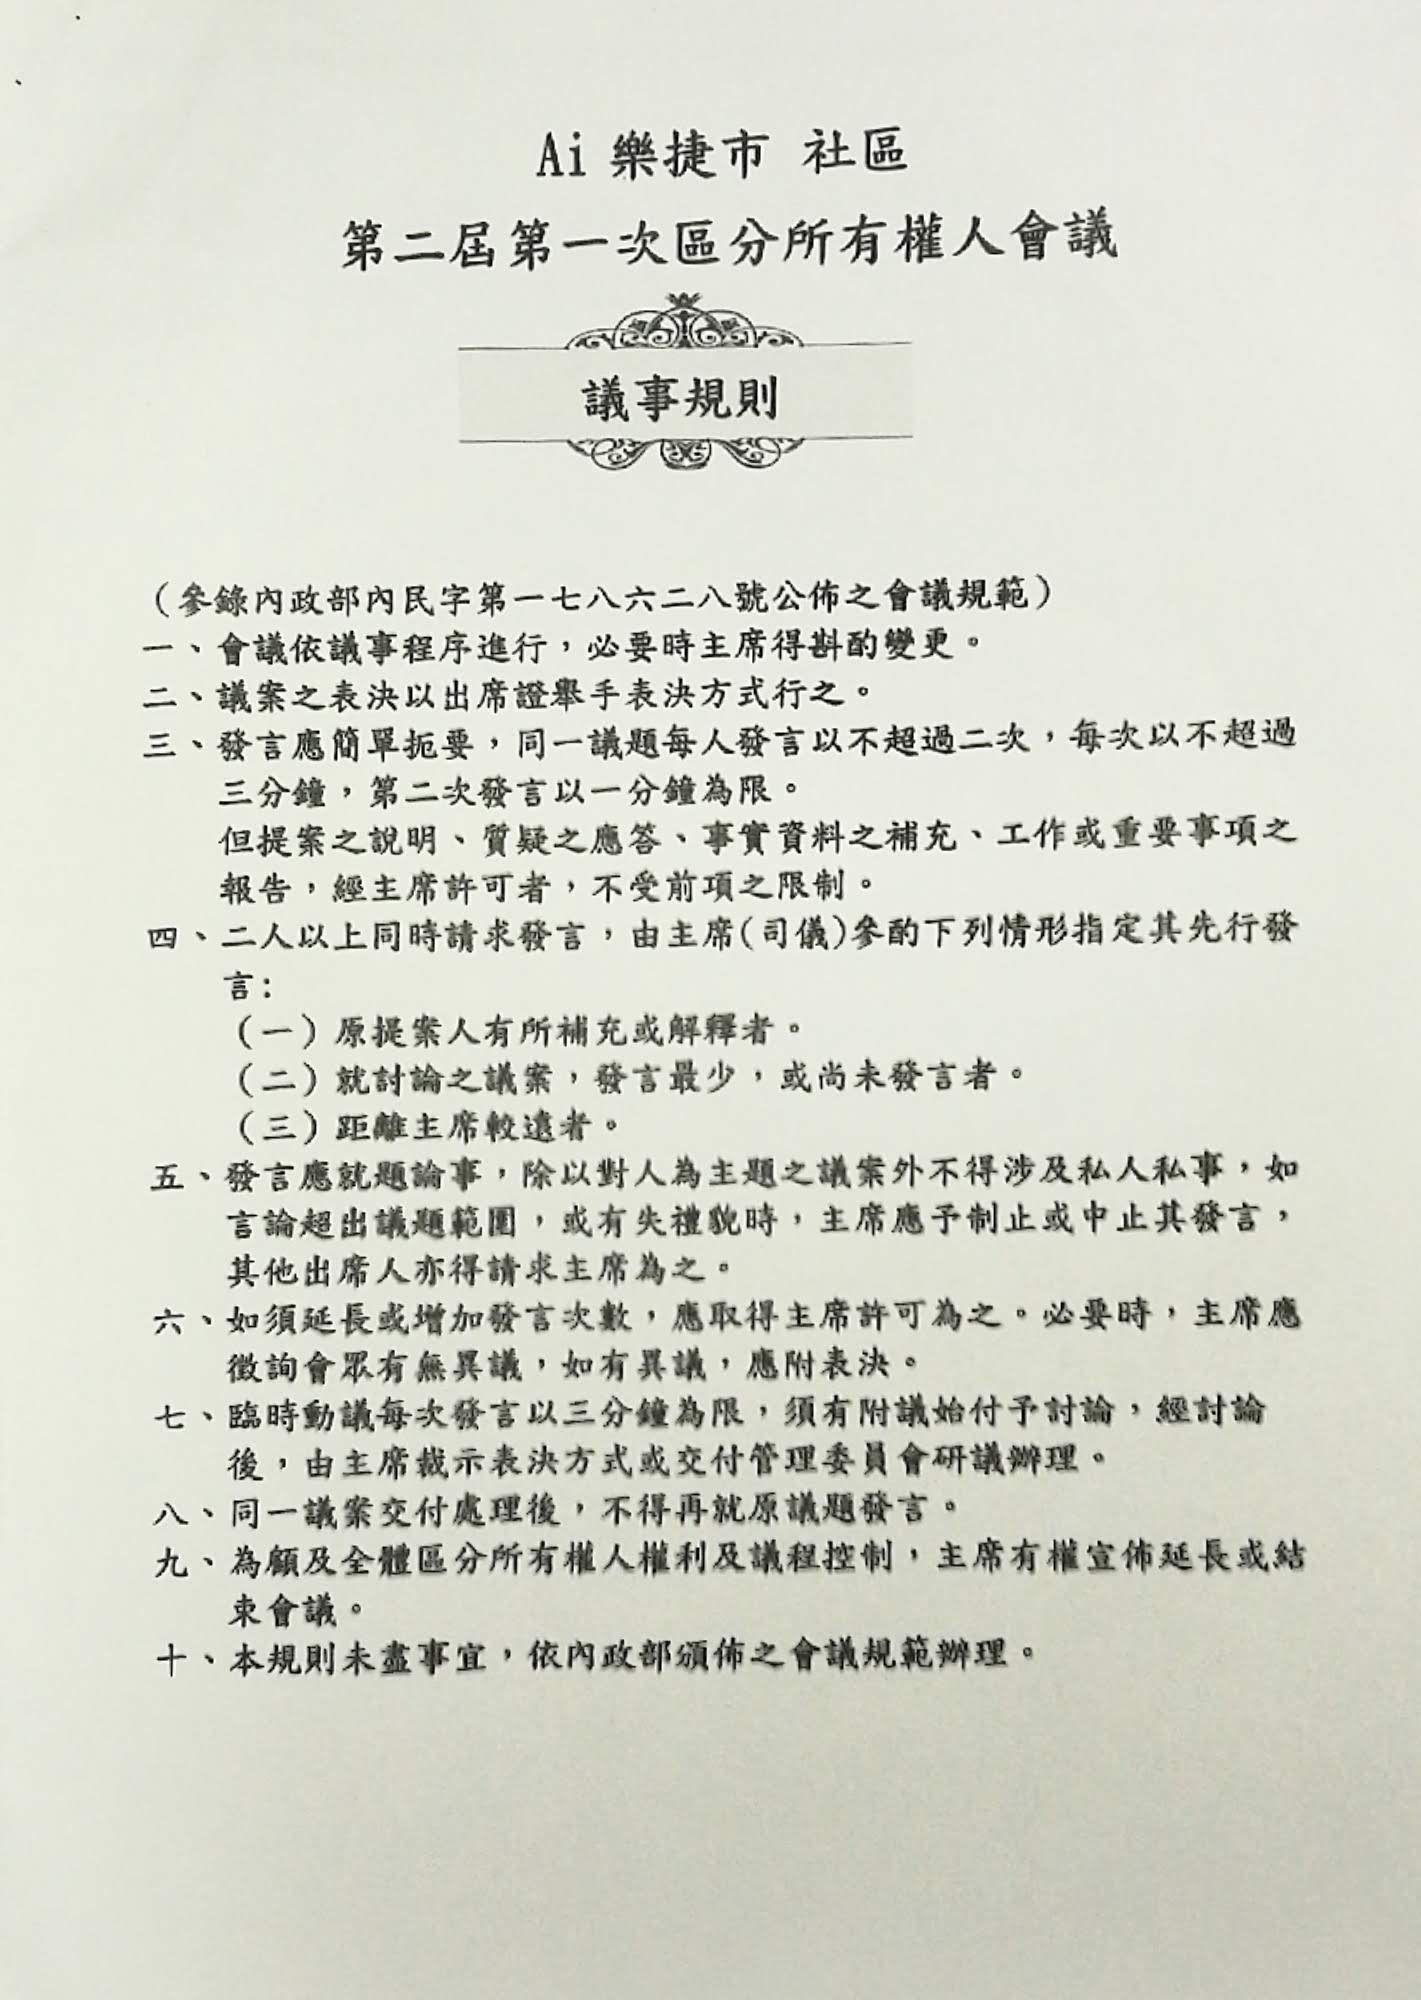 Ai 樂捷市 社區
第二屆第一次區分所有權人會議
議事規則
（參錄內政部內民字第一七八六二八號公佈之會議規範）
一、會議依議事程序進行，必要時主席得斟酌變更。
二、議案之表決以出席證舉手表決方式行之。
三、發言應簡單扼要，同一議題每人發言以不超過二次，每次以不超過
三分鐘，第二次發言以一分鐘為限。
但提案之說明、質疑之應答、事實資料之補充、工作或重要事項之
報告，經主席許可者，不受前項之限制。
四、二人以上同時請求發言，由主席(司儀)參酌下列情形指定其先行發
言:
（一）原提案人有所補充或解釋者。
（二）就討論之議案，發言最少，或尚未發言者。
（三）距離主席較遠者。
五、發言應就題論事，除以對人為主題之議案外不得涉及私人私事，如
言論超出議題範圍，或有失禮貌時，主席應予制止或中止其發言，
其他出席人亦得請求主席為之。
六、如須延長或增加發言次數，應取得主席許可為之。必要時，主席應
徵詢會眾有無異議，如有異議，應附表決。
七、臨時動議每次發言以三分鐘為限，須有附議始付予討論，經討論
後，由主席裁示表決方式或交付管理委員會研議辦理。
八、同一議案交付處理後，不得再就原議題發言。
九、為顧及全體區分所有權人權利及議程控制，主席有權宣佈延長或結
束會議。
十、本規則未盡事宜，依內政部頒佈之會議規範辦理。